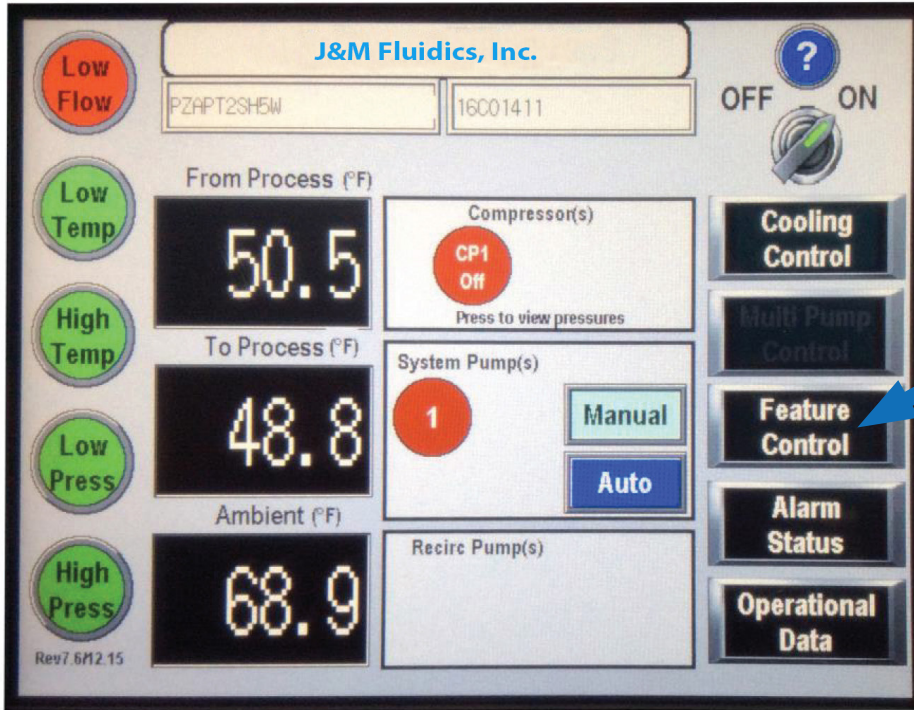 J&M Fluidics, Inc.
?
OFF
ON
PZAPT2SH5W
16C01411
Low
Flow
Low
Temp
High
Temp
Low
Press
High
Press
Rev7.6/12.15
From Process (°F)
50.5
To Process (°F)
48.8
Ambient (°F)
68.9
Compressor(s)
CP1
Off
Press to view pressures
System Pump(s)
1
Manual
Auto
Recirc Pump(s)
Cooling
Control
Multi Pump
Control
Feature
Control
Alarm
Status
Operational
Data